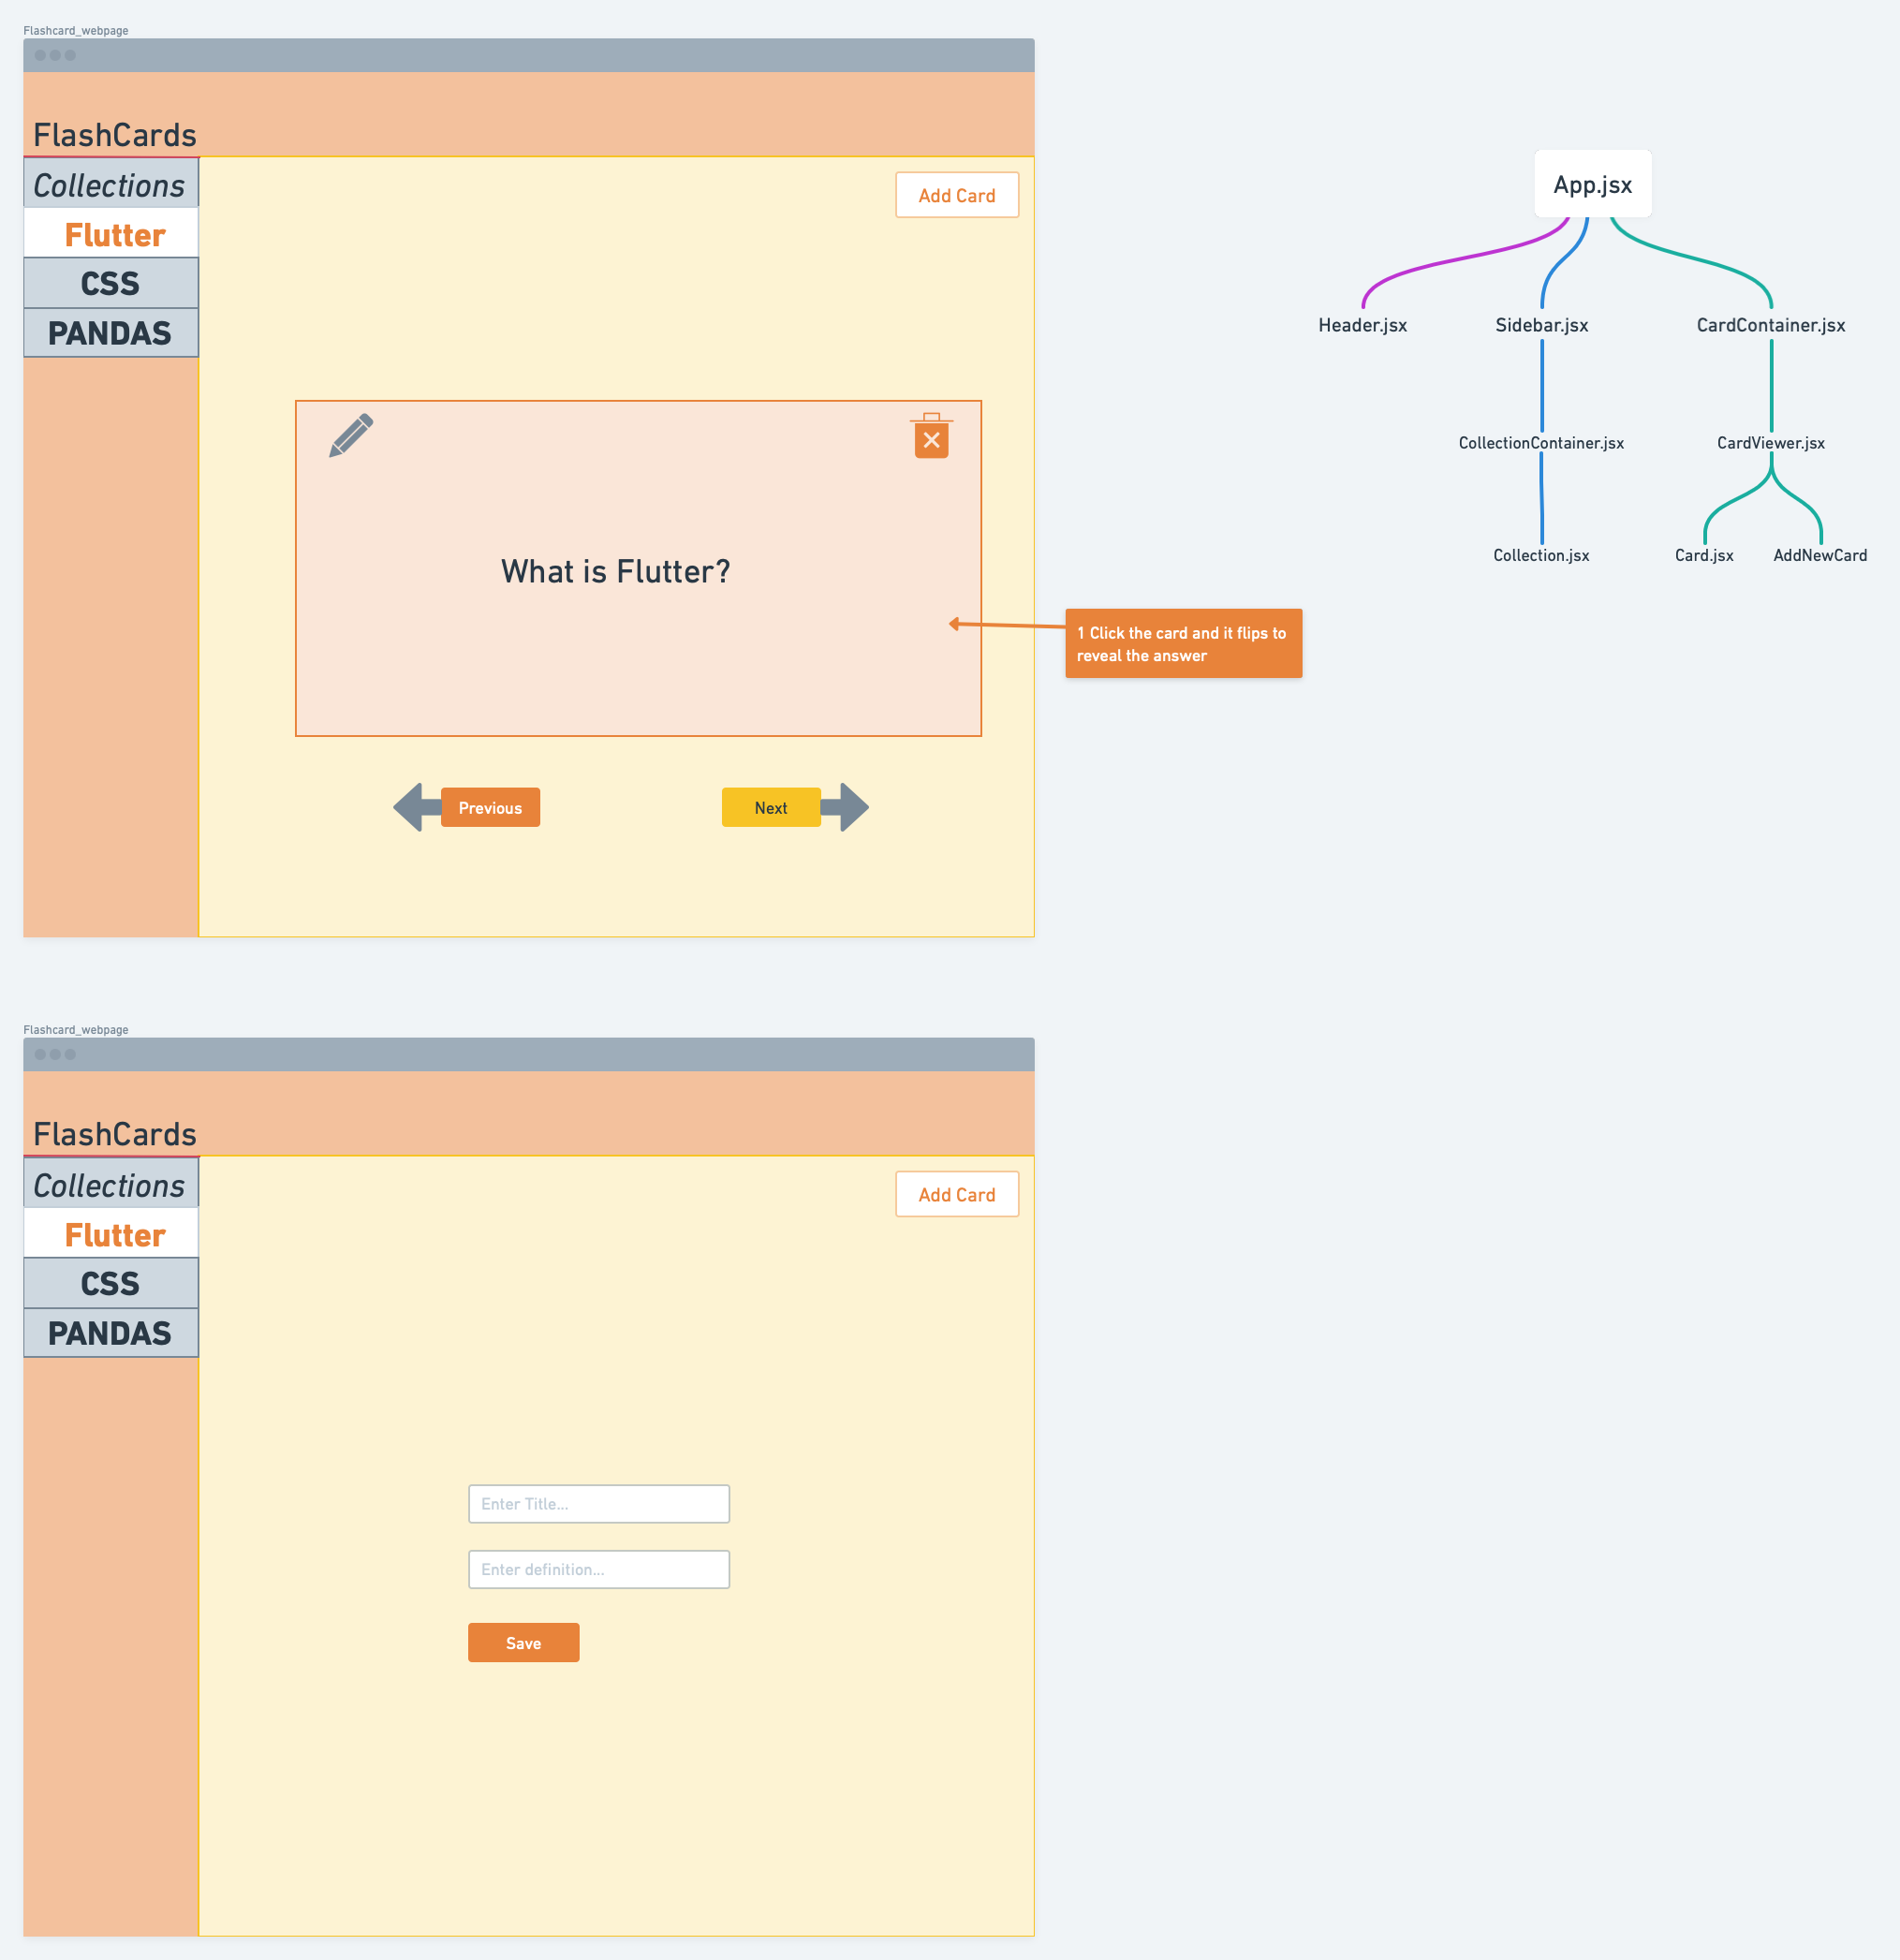 Flashcard_webpage
FlashCards
Collections
Add Card
Flutter
CSS
PANDAS
What is Flutter?
1 Click the card and it flips to
reveal the answer
Previous
Next
App.jsx
Header.jsx
Sidebar.jsx
CardContainer.jsx
CollectionContainer.jsx
CardViewer.jsx
Collection.jsx
Card.jsx
AddNewCard
Flashcard_webpage
FlashCards
Collections
Add Card
Flutter
CSS
PANDAS
Enter Title...
Enter definition...
Save